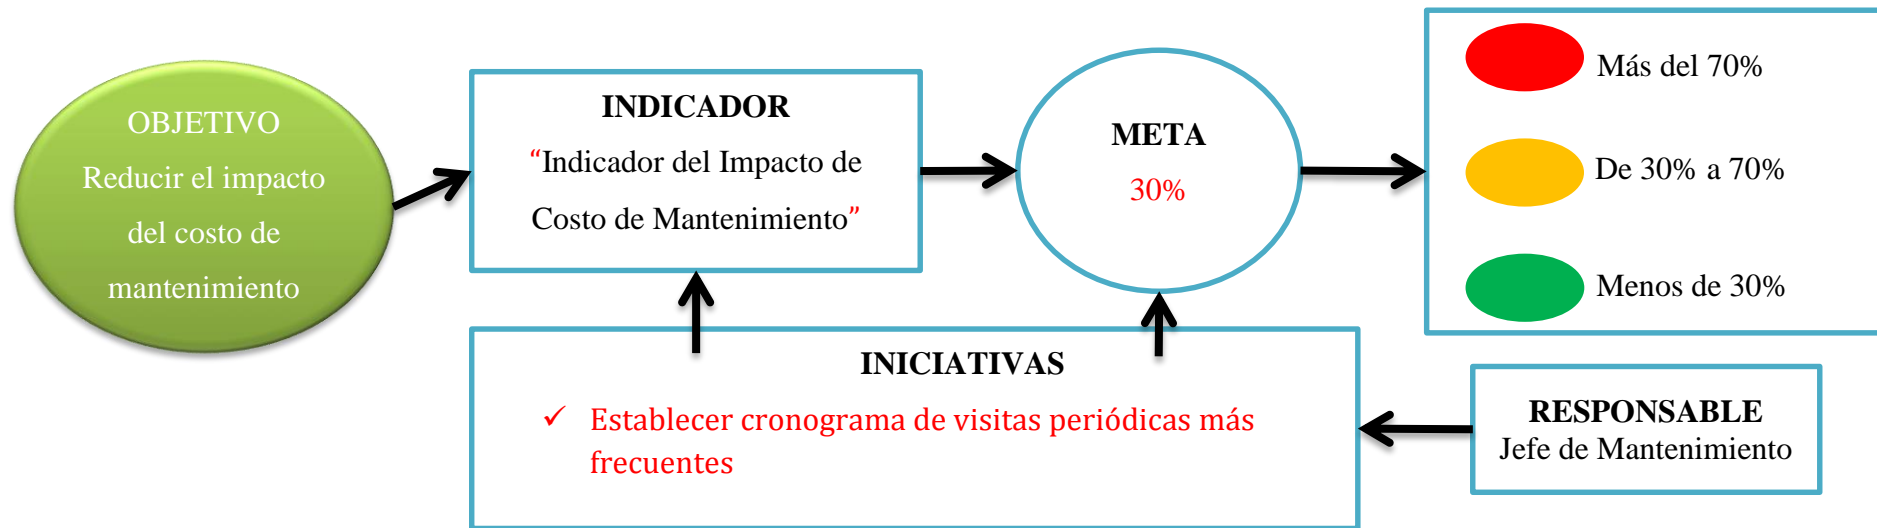 OBJETIVO
Reducir el impacto
del costo de
mantenimiento
INDICADOR
“Indicador del Impacto de
Costo de Mantenimiento”
META
30%
Más del 70%
De 30% a 70%
Menos de 30%
INICIATIVAS
✓ Establecer cronograma de visitas periódicas más
frecuentes
RESPONSABLE
Jefe de Mantenimiento